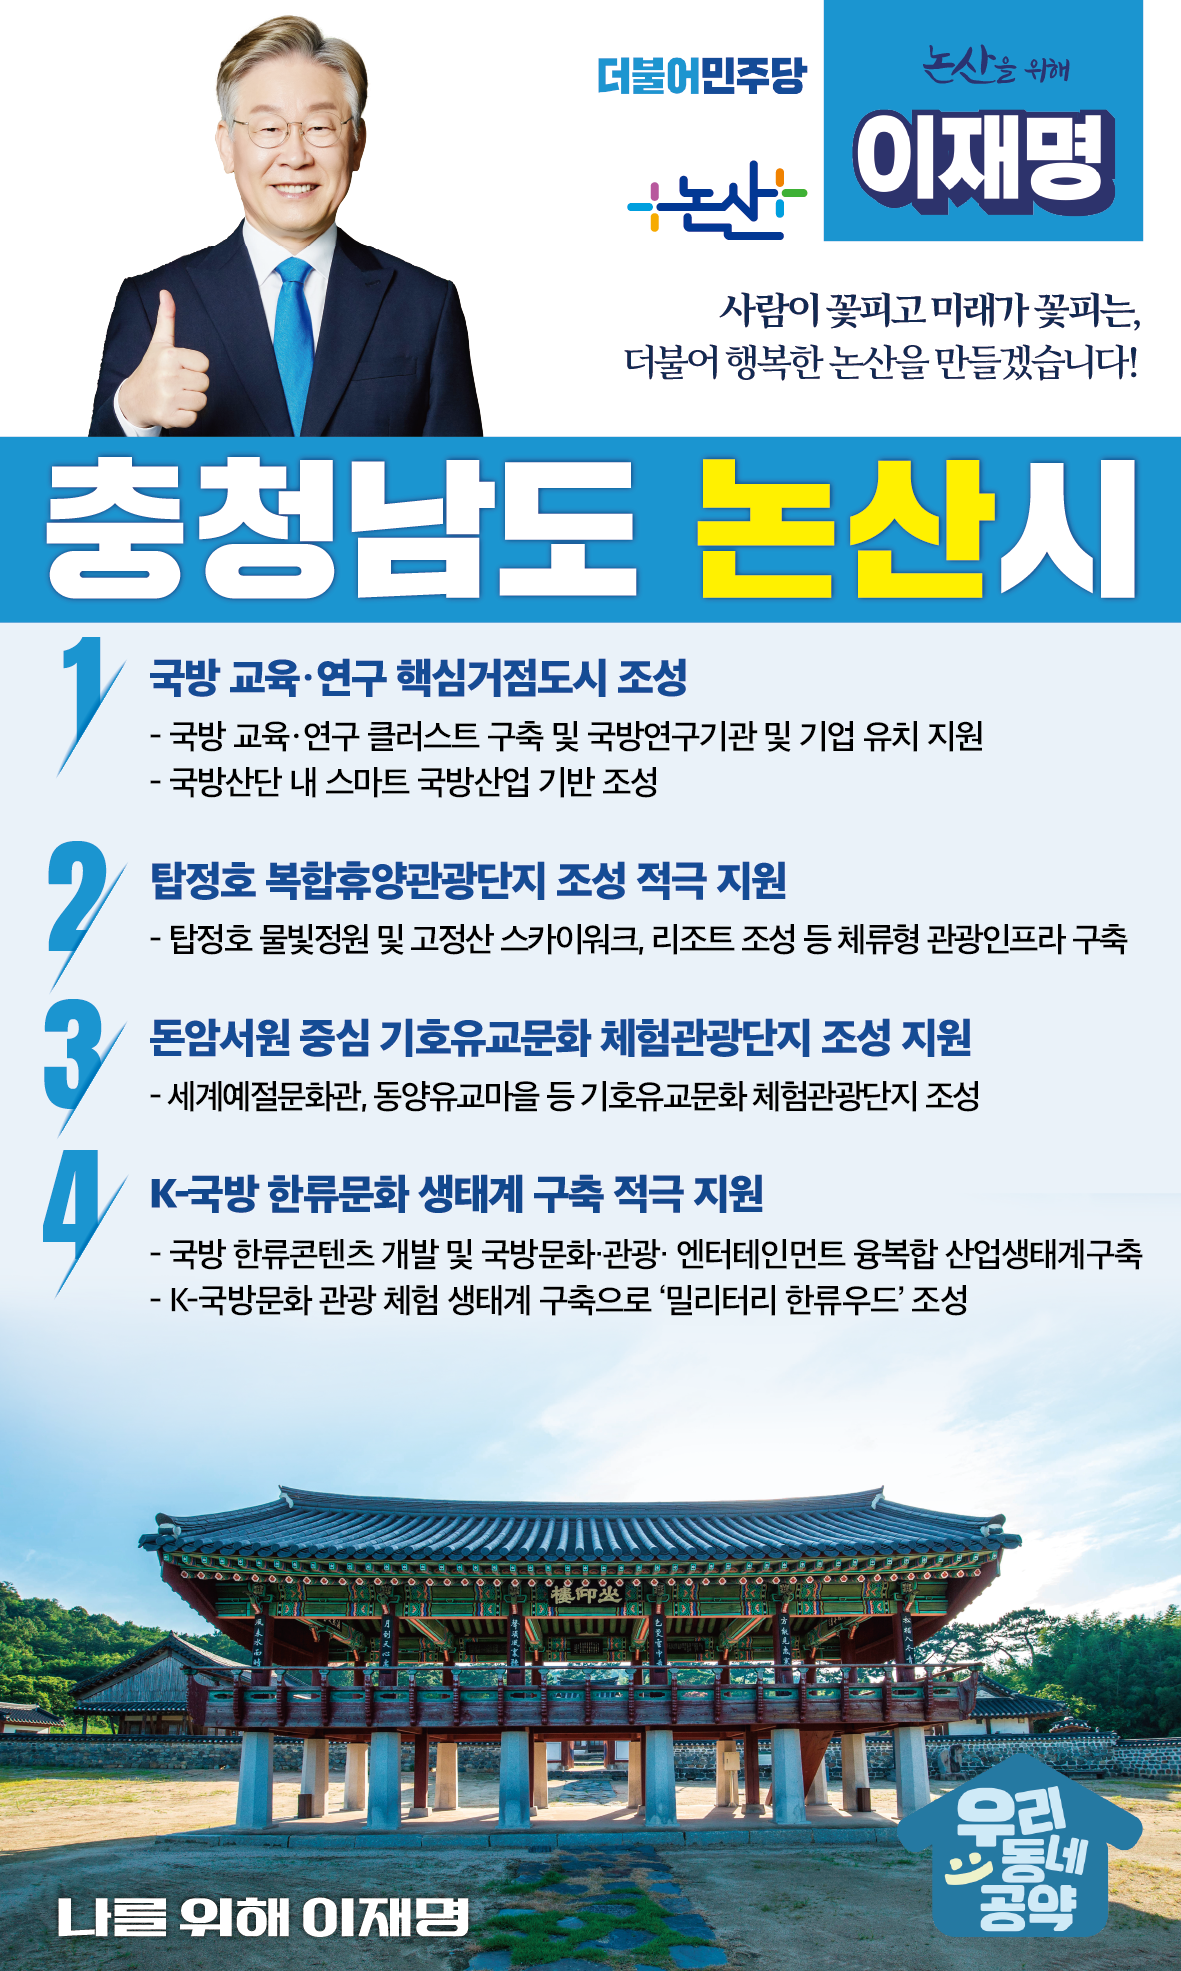 더불어민주당
논산을 위해
이재명
논산
사람이 꽃피고 미래가 꽃피는,
더불어 행복한 논산을 만들겠습니다!
충청남도 논산시
1
국방 교육·연구 핵심거점도시 조성
- 국방 교육·연구 클러스트 구축 및 국방연구기관 및 기업 유치 지원
- 국방산단 내 스마트 국방산업 기반 조성
2
탑정호 복합휴양관광단지 조성 적극 지원
- 탑정호 물빛정원 및 고정산 스카이워크, 리조트 조성 등 체류형 관광인프라 구축
3
돈암서원 중심 기호유교문화 체험관광단지 조성 지원
- 세계예절문화관, 동양유교마을 등 기호유교문화 체험관광단지 조성
4
K-국방 한류문화 생태계 구축 적극 지원
- 국방 한류콘텐츠 개발 및 국방문화·관광· 엔터테인먼트 융복합 산업생태계구축
- K-국방문화 관광 체험 생태계 구축으로 ‘밀리터리 한류우드’ 조성
樓仰山
우리
동네
공약
나를 위해 이재명